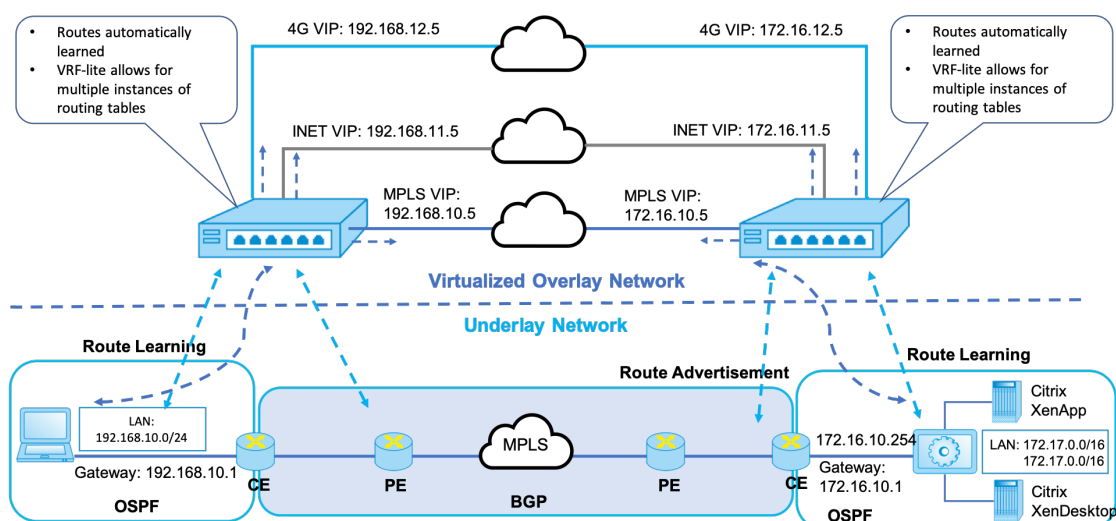 • Routes automatically
learned
• VRF-lite allows for
multiple instances of
routing tables
4G VIP: 192.168.12.5
4G VIP: 172.16.12.5
• Routes automatically
learned
• VRF-lite allows for
multiple instances of
routing tables
INET VIP: 192.168.11.5
INET VIP: 172.16.11.5
MPLS VIP:
192.168.10.5
MPLS VIP:
172.16.10.5
Virtualized Overlay Network
Underlay Network
Route Learning
Route Advertisement
Route Learning
LAN:
192.168.10.0/24
Gateway: 192.168.10.1
OSPF
CE
PE
MPLS
BGP
PE
CE
172.16.10.254
Gateway:
172.16.10.1
OSPF
Citrix
XenApp
LAN: 172.17.0.0/16
172.17.0.0/16
Citrix
XenDesktop